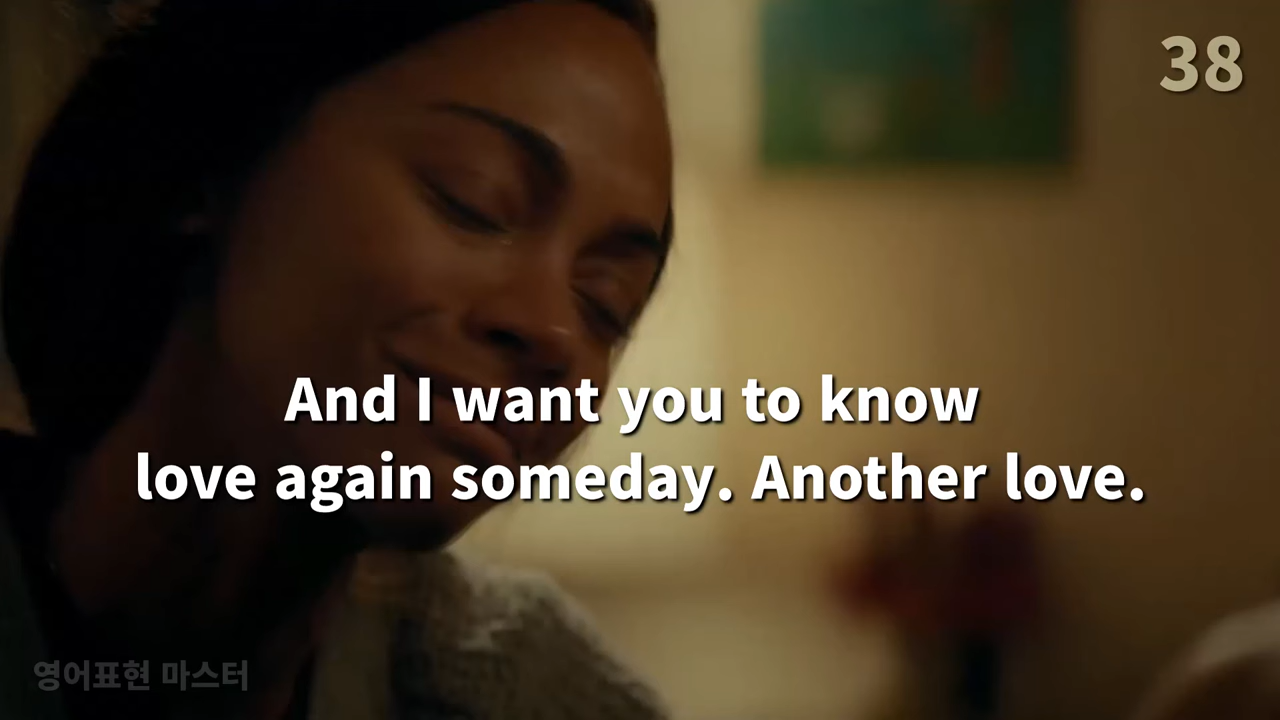 38
And I want you to know
love again someday. Another love.
영어표현 마스터